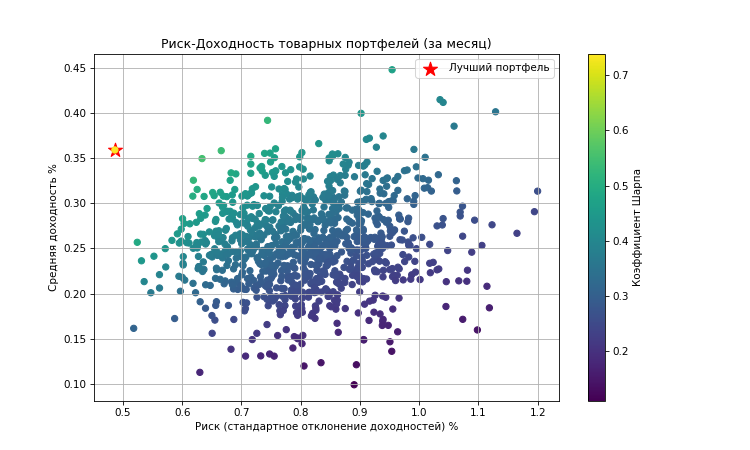 Риск-Доходность товарных портфелей (за месяц)
Лучший портфель
Средняя доходность %
0.45
0.40
0.35
0.30
0.25
0.20
0.15
0.10
0.5 0.6 0.7 0.8 0.9 1.0 1.1 1.2
Риск (стандартное отклонение доходностей) %
0.7
0.6
0.5
0.4
0.3
0.2
Коэффициент Шарпа